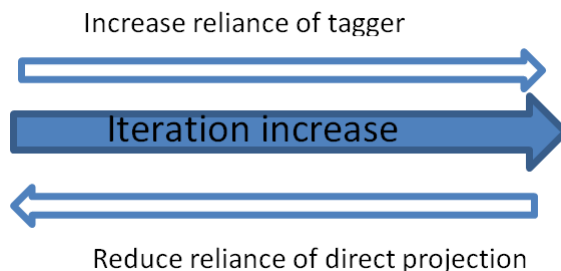 Increase reliance of tagger
Iteration increase
Reduce reliance of direct projection